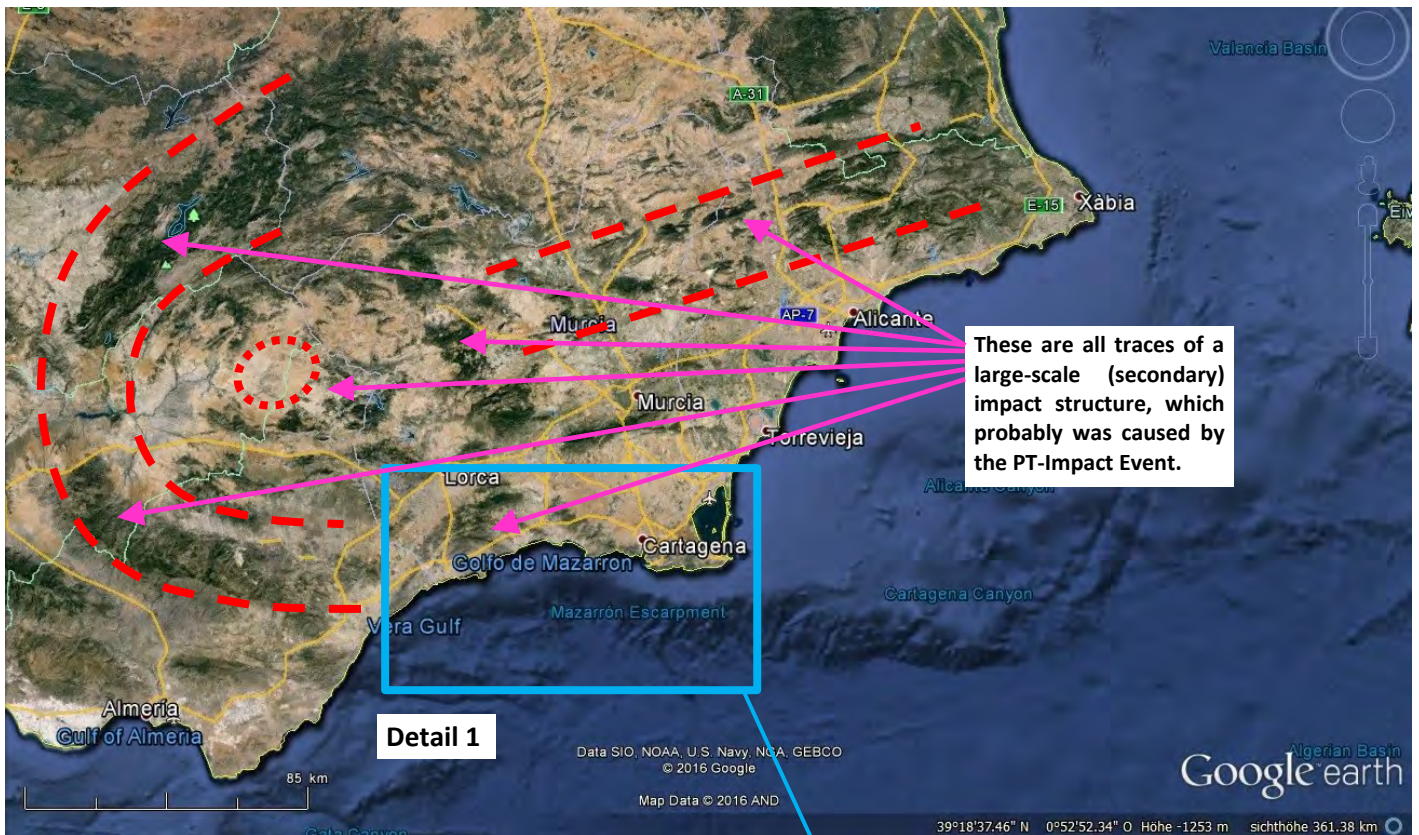 Valencia Basin
A-31
E-15
Xàbia
AP-7
Alicante
Murcia
Murcia
Torrevieja
These are all traces of a
large-scale (secondary)
impact structure, which
probably was caused by
the PT-Impact Event.
Alicante Canyon
Lorca
Cartagena
Golfo de Mazarron
Cartagena Canyon
Mazarrón Escarpment
Vera Gulf
Almería
Gulf of Almeria
Detail 1
Data SIO, NOAA, U.S. Navy, NGA, GEBCO
© 2016 Google
Map Data © 2016 AND
Algerian Basin
Google earth
85 km
39°18'37.46" N 0°52'52.34" O Höhe -1253 m sichthöhe 361.38 km